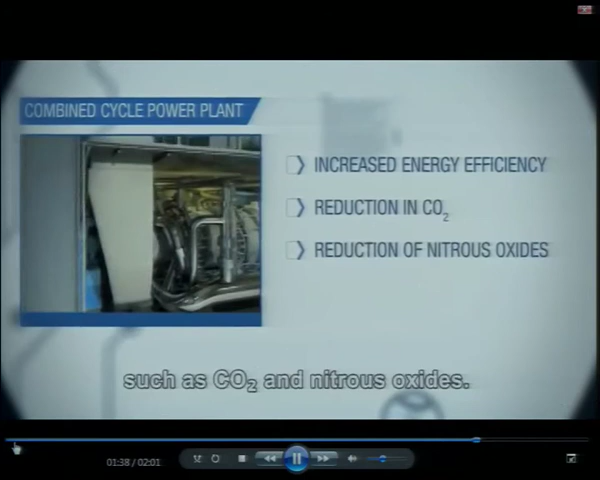 COMBINED CYCLE POWER PLANT
INCREASED ENERGY EFFICIENCY
REDUCTION IN CO₂
REDUCTION OF NITROUS OXIDES
such as CO₂ and nitrous oxides.
01:38 / 02:01